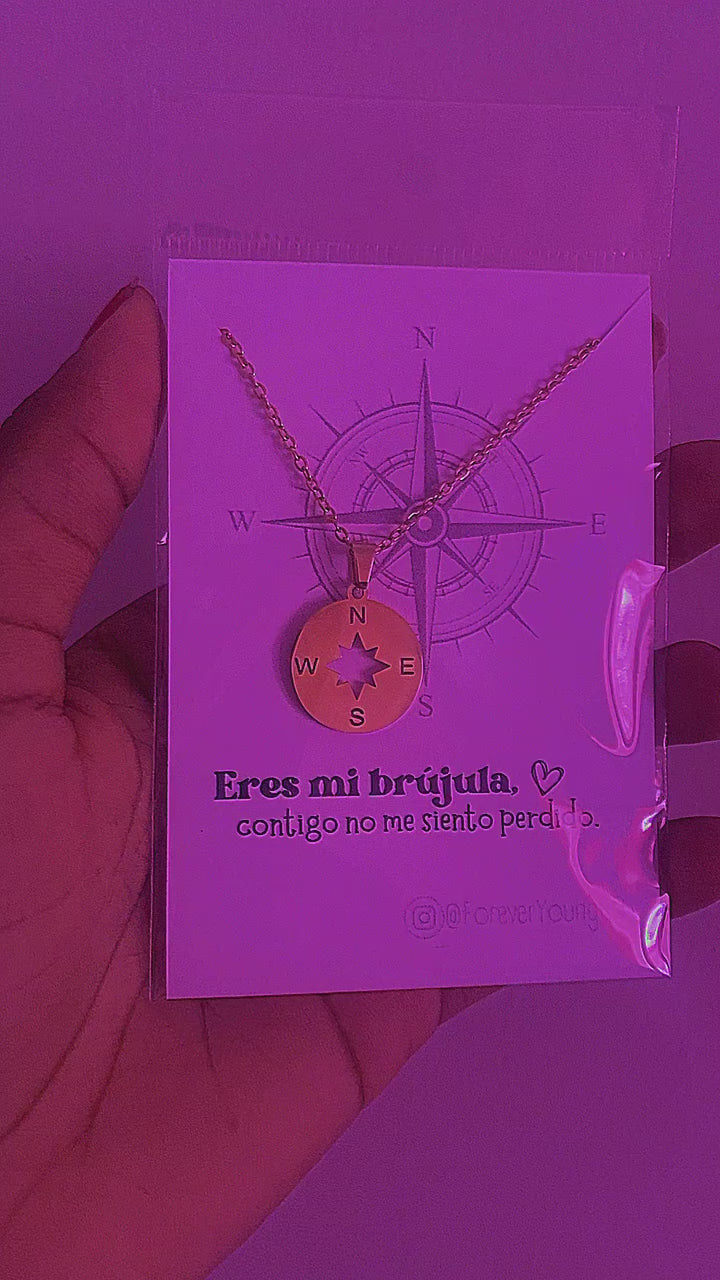 N
W E
S
N
W E
S
Eres mi brújula,
contigo no me siento perdido.
@ForeverYoung